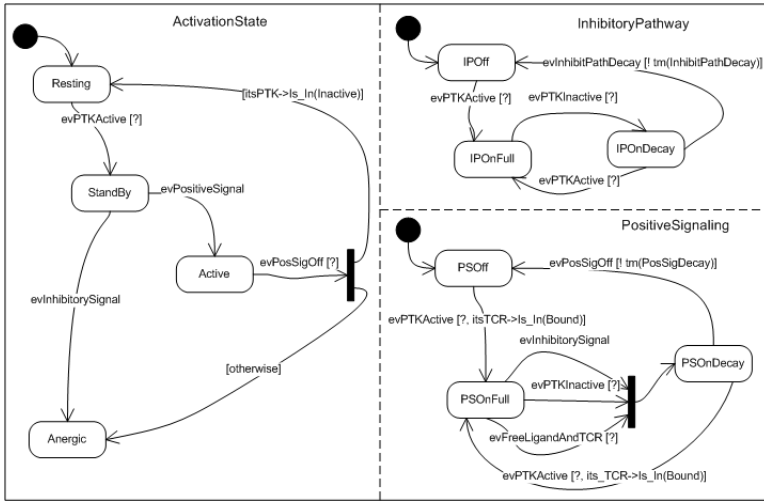 ActivationState
Resting
[itsPTK->Is_In(Inactive)]
evPTKActive [?]
StandBy
evPositiveSignal
Active
evPosSigOff [?]
evInhibitorySignal
[otherwise]
Anergic
InhibitoryPathway
IPOff
evInhibitPathDecay [! tm(InhibitPathDecay)]
evPTKActive [?]
evPTKInactive [?]
IPOnFull
IPOnDecay
evPTKActive [?]
PositiveSignaling
PSOff
evPosSigOff [! tm(PosSigDecay)]
evPTKActive [?, itsTCR->Is_In(Bound)]
evInhibitorySignal
PSOnDecay
evPTKInactive [?]
PSOnFull
evFreeLigandAndTCR [?]
evPTKActive [?, its_TCR->Is_In(Bound)]